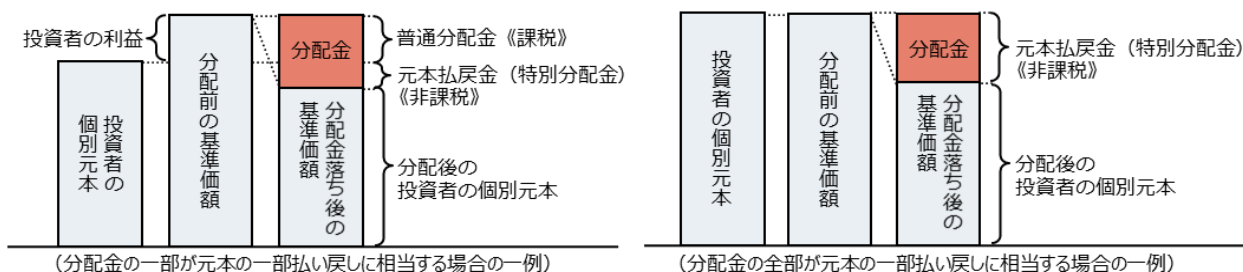 投資者の利益
投資者の
個別元本
分配前の基準価額
分配金
分配金落ち後の
基準価額
普通分配金《課税》
元本払戻金（特別分配金）
《非課税》
分配後の
投資者の個別元本
（分配金の一部が元本の一部払い戻しに相当する場合の一例）
投資者の個別元本
分配前の基準価額
分配金
分配金落ち後の
基準価額
元本払戻金（特別分配金）
《非課税》
分配後の
投資者の個別元本
（分配金の全部が元本の一部払い戻しに相当する場合の一例）